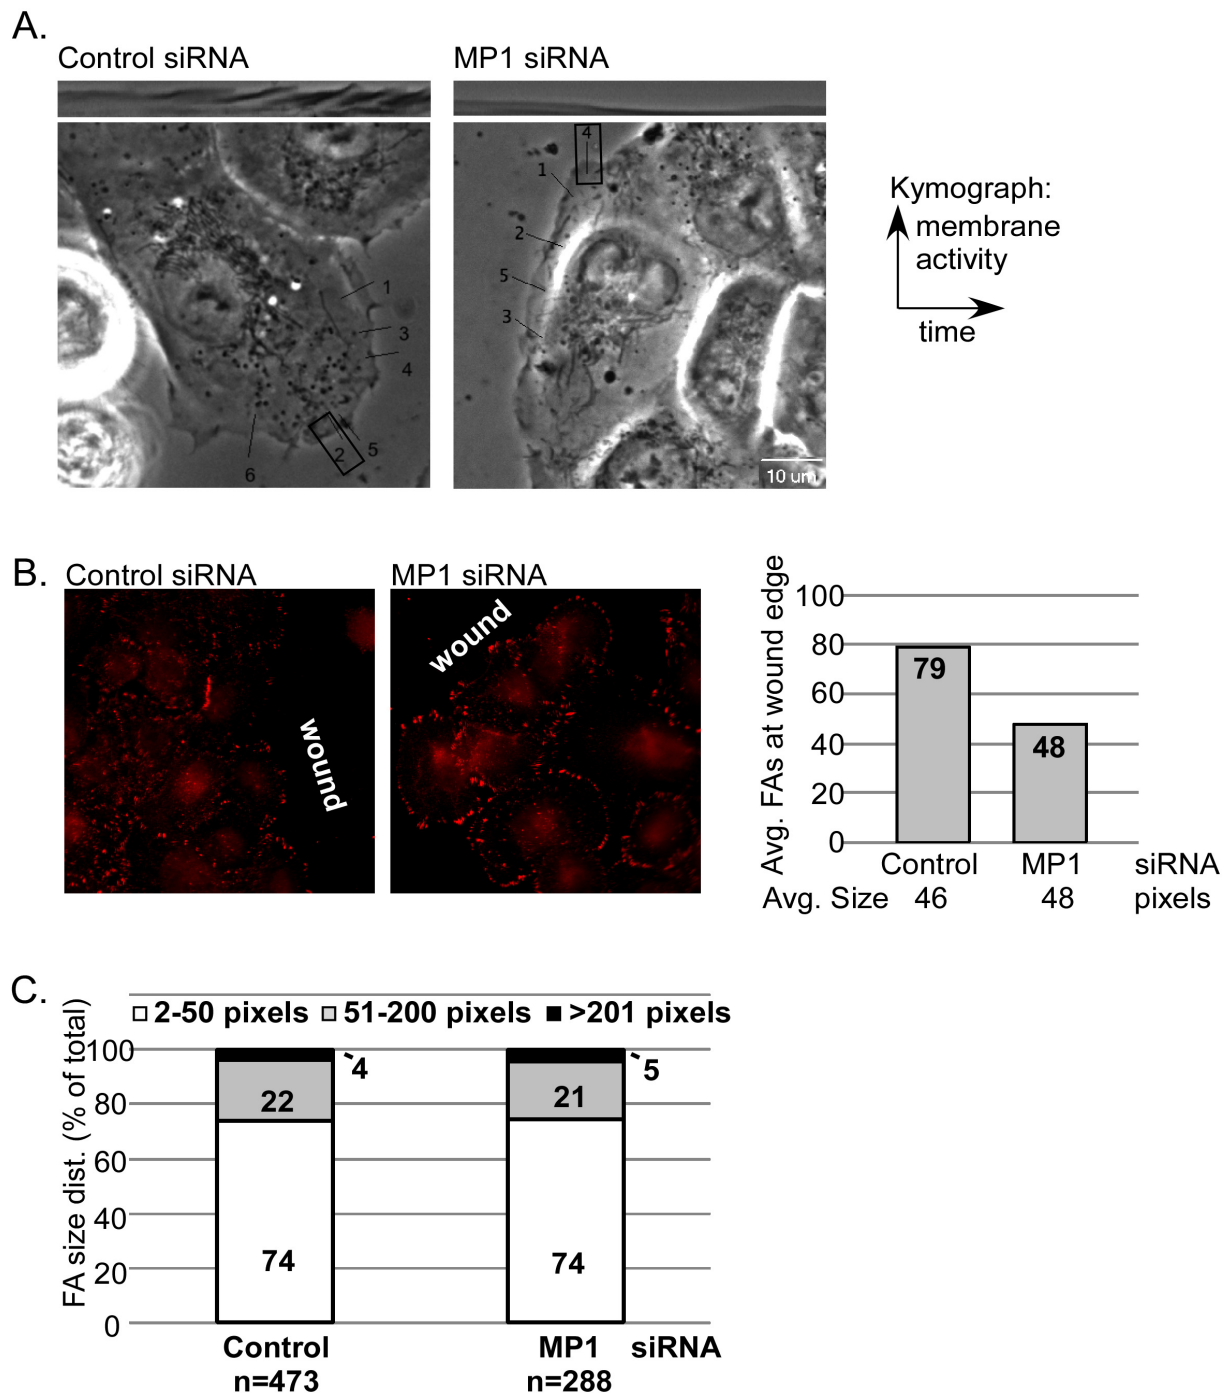 A.
Control siRNA
MP1 siRNA
1
3
4
5
2
6
4
1
2
5
3
10 um
Kymograph:
membrane
activity
time
B.
Control siRNA
MP1 siRNA
wound
wound
Avg. FAs at wound edge
100
80
60
40
20
0
79
48
Control MP1 siRNA
Avg. Size 46 48 pixels
C.
2-50 pixels 51-200 pixels >201 pixels
FA size dist. (% of total)
100
80
60
40
20
0
4
22
74
5
21
74
Control MP1 siRNA
n=473 n=288